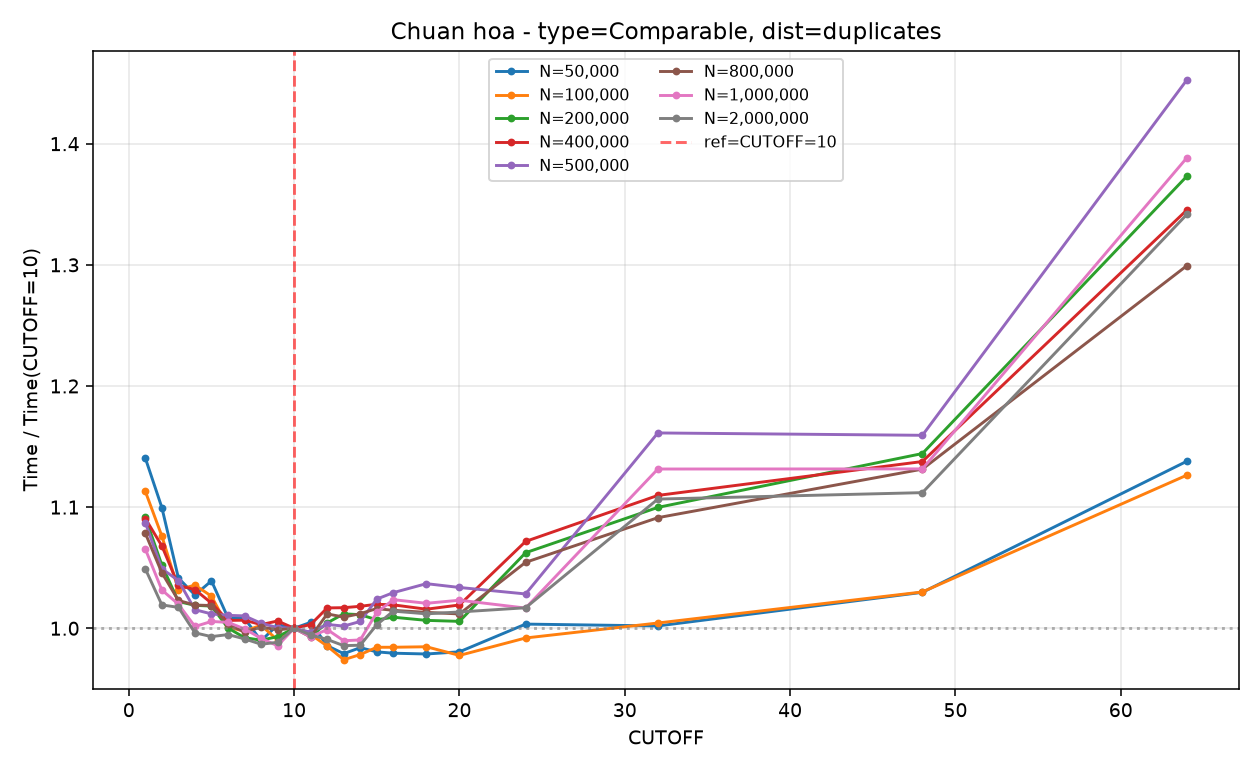 Chuan hoa - type=Comparable, dist=duplicates
N=50,000
N=100,000
N=200,000
N=400,000
N=500,000
N=800,000
N=1,000,000
N=2,000,000
ref=CUTOFF=10
Time / Time(CUTOFF=10)
1.4
1.3
1.2
1.1
1.0
0
10
20
30
40
50
60
CUTOFF